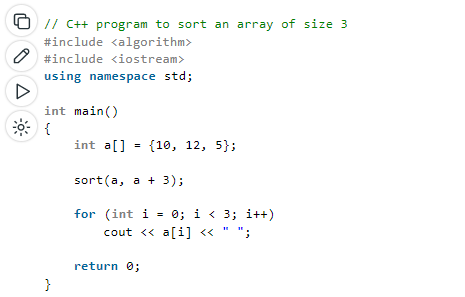 // C++ program to sort an array of size 3
#include <algorithm>
#include <iostream>
using namespace std;
int main()
{
    int a[] = {10, 12, 5};
    sort(a, a + 3);
    for (int i = 0; i < 3; i++)
        cout << a[i] << " ";
    return 0;
}